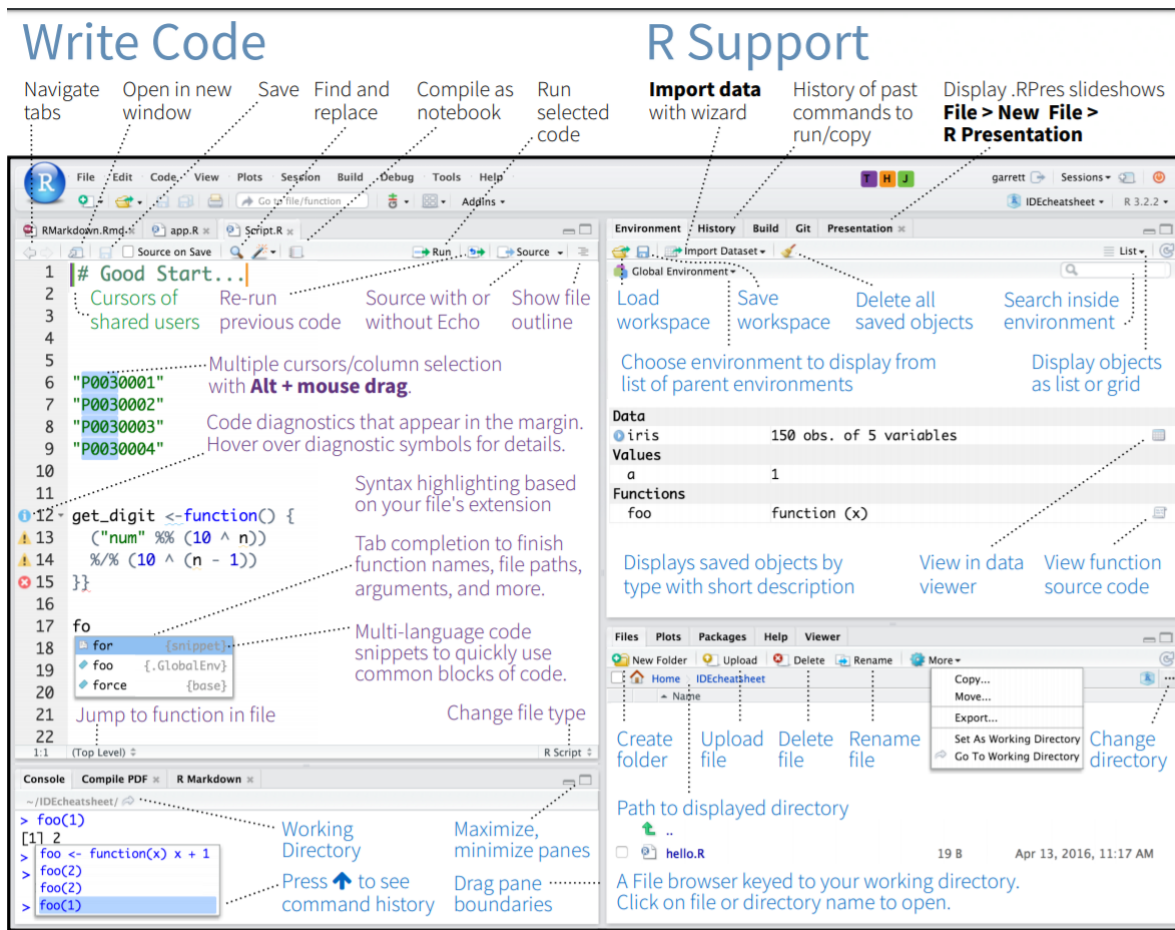 Write Code
R Support
Navigate tabs
Open in new window
Save
Find and replace
Compile as notebook
Run selected code
Import data with wizard
History of past commands to run/copy
Display .RPres slideshows
File > New File >
R Presentation
R
File Edit Code View Plots Session Build Debug Tools Help
T H J
garrett Sessions
Go to file/function
Addins
IDEcheatsheet R 3.2.2
RMarkdown.Rmd app.R Script.R
Source on Save Run Source
1 # Good Start...
2
3
4
5
6 "P0030001"
7 "P0030002"
8 "P0030003"
9 "P0030004"
10
11
12 get_digit <-function() {
13 ("num" %% (10 ^ n))
14 %/% (10 ^ (n - 1))
15 }}
16
17 fo
18
19
20
21
22
for {snippet}
foo {.GlobalEnv}
force {base}
Cursors of shared users
Re-run previous code
Source with or without Echo
Show file outline
Multiple cursors/column selection
with Alt + mouse drag.
Code diagnostics that appear in the margin.
Hover over diagnostic symbols for details.
Syntax highlighting based
on your file's extension
Tab completion to finish
function names, file paths,
arguments, and more.
Multi-language code
snippets to quickly use
common blocks of code.
Jump to function in file
Change file type
1:1 (Top Level) R Script
Console Compile PDF R Markdown
~/IDEcheatsheet/
> foo(1)
[1] 2
>
>
>
foo <- function(x) x + 1
foo(2)
foo(2)
foo(1)
Working Directory
Maximize, minimize panes
Press to see
command history
Drag pane boundaries
Environment History Build Git Presentation
Import Dataset List
Global Environment
Load workspace
Save workspace
Delete all saved objects
Search inside environment
Choose environment to display from
list of parent environments
Display objects as list or grid
Data
iris 150 obs. of 5 variables
Values
a 1
Functions
foo function (x)
Displays saved objects by
type with short description
View in data viewer
View function source code
Files Plots Packages Help Viewer
New Folder Upload Delete Rename More
Home IDEcheatsheet
Name
Copy...
Move...
Export...
Set As Working Directory
Go To Working Directory
Create folder
Upload file
Delete file
Rename file
Change directory
Path to displayed directory
..
hello.R 19 B Apr 13, 2016, 11:17 AM
A File browser keyed to your working directory.
Click on file or directory name to open.